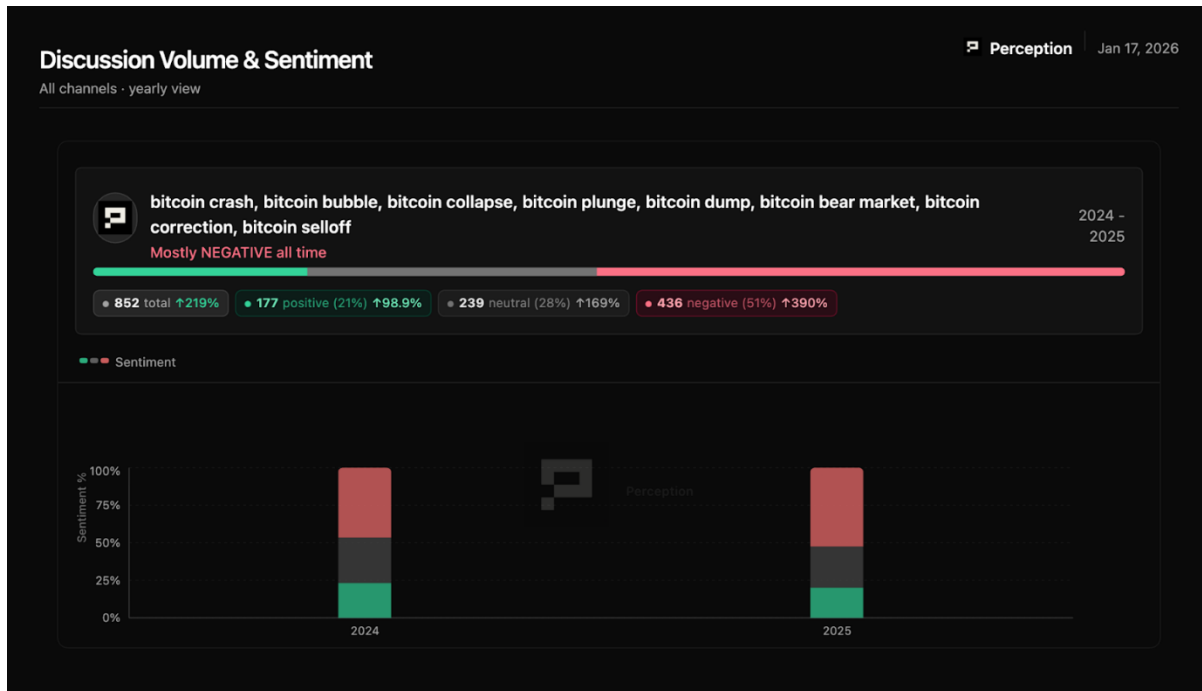 Discussion Volume & Sentiment
All channels · yearly view
Perception
Jan 17, 2026
bitcoin crash, bitcoin bubble, bitcoin collapse, bitcoin plunge, bitcoin dump, bitcoin bear market, bitcoin
correction, bitcoin selloff
Mostly NEGATIVE all time
2024 -
2025
852 total ↑219%
177 positive (21%) ↑98.9%
239 neutral (28%) ↑169%
436 negative (51%) ↑390%
Sentiment
Sentiment %
100%
75%
50%
25%
0%
Perception
2024
2025